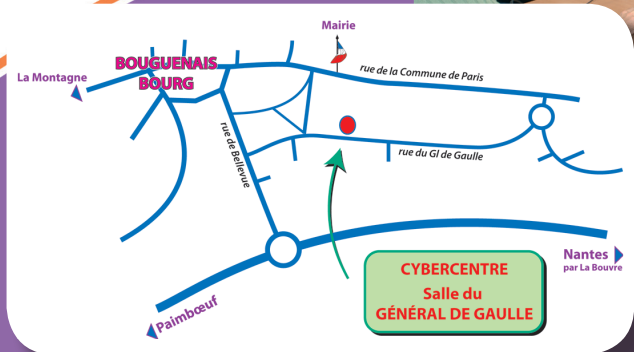 Mairie
BOUGUENAIS
BOURG
La Montagne
rue de la Commune de Paris
rue de Bellevue
rue du Gl de Gaulle
Nantes
par La Bouvre
CYBERCENTRE
Salle du
GÉNÉRAL DE GAULLE
Paimbœuf